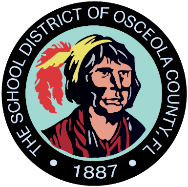 THE SCHOOL DISTRICT OF OSCEOLA COUNTY, FL
• 1887 •